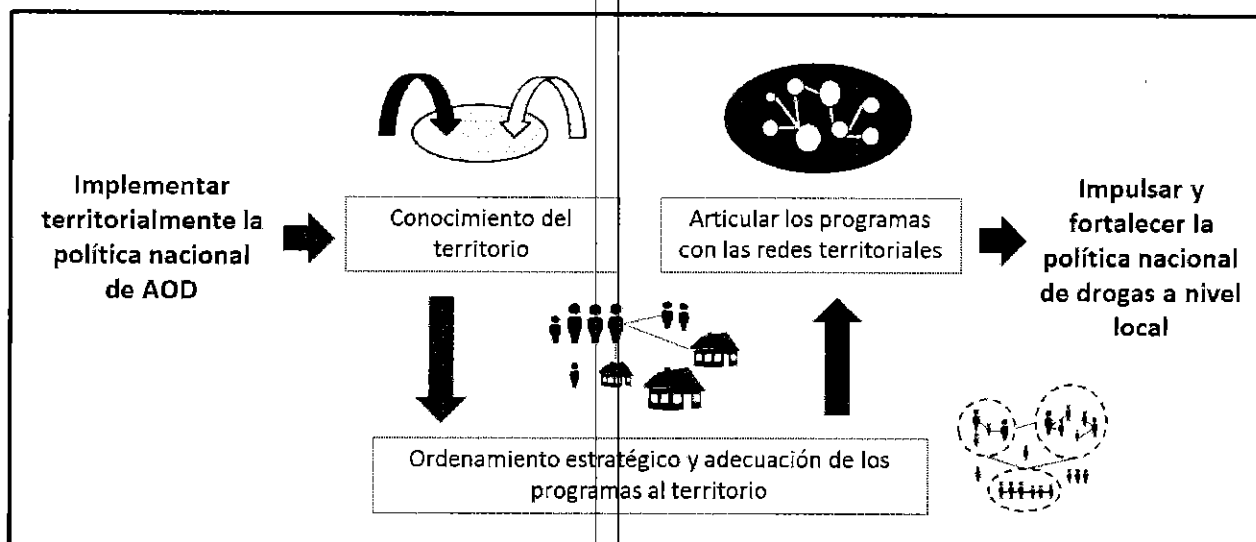 Implementar
territorialmente la
política nacional
de AOD
Conocimiento del
territorio
Ordenamiento estratégico y adecuación de los
programas al territorio
Articular los programas
con las redes territoriales
Impulsar y
fortalecer la
política nacional
de drogas a nivel
local